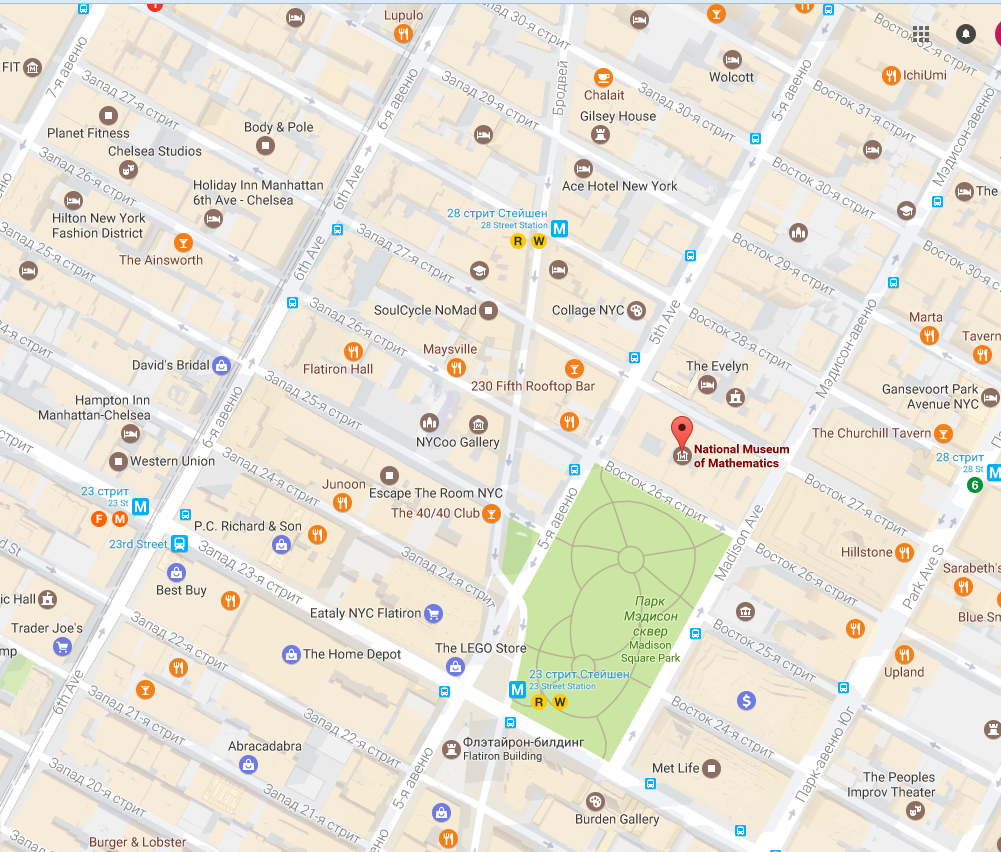 Lupulo
Запад 30-я стрит
Восток 32-я стрит
FIT
7-я авеню
6-я авеню
Бродвей
5-я авеню
Wolcott
IchiUmi
Chalait
Запад 27-я стрит
Запад 29-я стрит
Запад 30-я стрит
Восток 31-я стрит
Planet Fitness
Body & Pole
Gilsey House
Chelsea Studios
Мэдисон-авеню
Запад 26-я стрит
Holiday Inn Manhattan
6th Ave - Chelsea
Ace Hotel New York
Восток 30-я стрит
The
6th Ave
Hilton New York
Fashion District
28 стрит Стейшен
28 Street Station
M
R
W
The Ainsworth
6th Ave
Запад 27-я стрит
Восток 29-я стрит
Восток 30-я стрит
SoulCycle NoMad
Collage NYC
5th Ave
Восток 28-я стрит
Marta
Запад 26-я стрит
Tavern
Maysville
David's Bridal
Flatiron Hall
230 Fifth Rooftop Bar
The Evelyn
Мэдисон-авеню
Gansevoort Park
Avenue NYC
Hampton Inn
Manhattan-Chelsea
Запад 25-я стрит
6-я авеню
NYCoo Gallery
The Churchill Tavern
National Museum
of Mathematics
Western Union
28 стрит
28 St
M
6
Junoon
Escape The Room NYC
Восток 26-я стрит
Восток 27-я стрит
23 стрит
23 St
M
F
M
The 40/40 Club
5-я авеню
P.C. Richard & Son
23rd Street
Madison Ave
Hillstone
d St
Запад 23-я стрит
Запад 24-я стрит
Восток 26-я стрит
Park Ave S
Sarabeth's
Best Buy
ic Hall
Eataly NYC Flatiron
Парк
Мэдисон
сквер
Madison
Square Park
Blue Sm
Trader Joe's
Запад 22-я стрит
Восток 25-я стрит
mp
The Home Depot
The LEGO Store
Upland
23 стрит Стейшен
23 Street Station
M
R
W
6th Ave
Запад 21-я стрит
Запад 22-я стрит
Восток 24-я стрит
$
Парк-авеню Юг
Abracadabra
Флэтайрон-билдинг
Flatiron Building
Met Life
Запад 20-я стрит
Запад 21-я стрит
5-я авеню
The Peoples
Improv Theater
Burden Gallery
Burger & Lobster